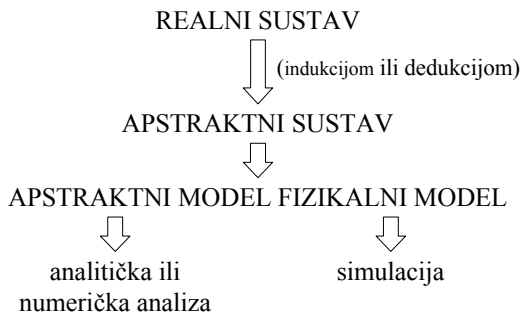 REALNI SUSTAV
(indukcijom ili dedukcijom)
APSTRAKTNI SUSTAV
APSTRAKTNI MODEL FIZIKALNI MODEL
analitička ili
numerička analiza
simulacija